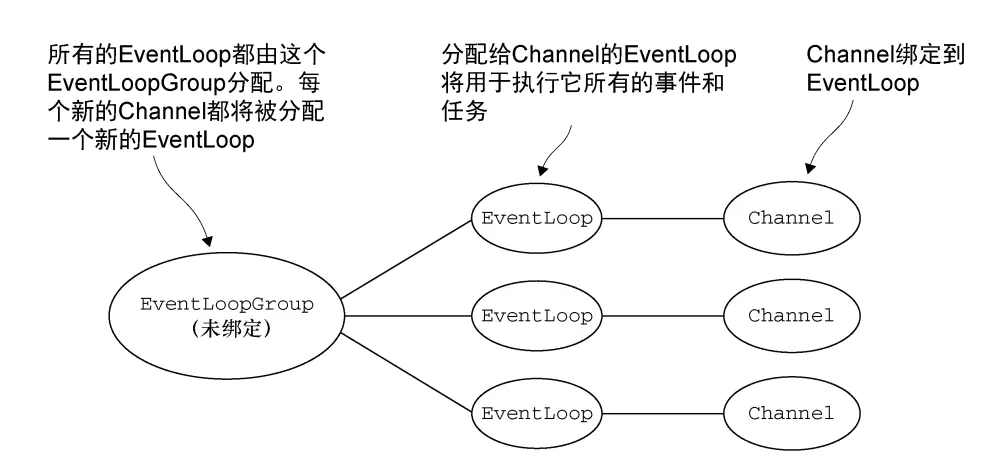 所有的EventLoop都由这个
EventLoopGroup分配。每
个新的Channel都将被分配
一个新的EventLoop
分配给Channel的EventLoop
将用于执行它所有的事件和
任务
Channel绑定到
EventLoop
EventLoop
Channel
EventLoopGroup
（未绑定）
EventLoop
Channel
EventLoop
Channel